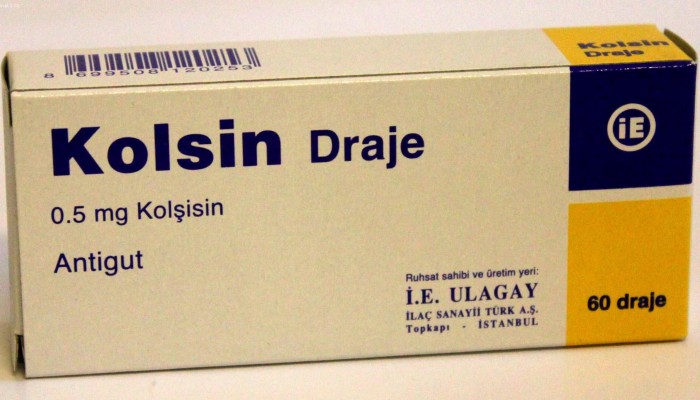 8 699508 120253
Kolsin
Draje
iE
Kolsin Draje
0.5 mg Kolşisin
Antigut
Ruhsat sahibi ve üretim yeri:
İ.E. ULAGAY
İLAÇ SANAYİİ TÜRK A.Ş.
Topkapı - İSTANBUL
60 draje